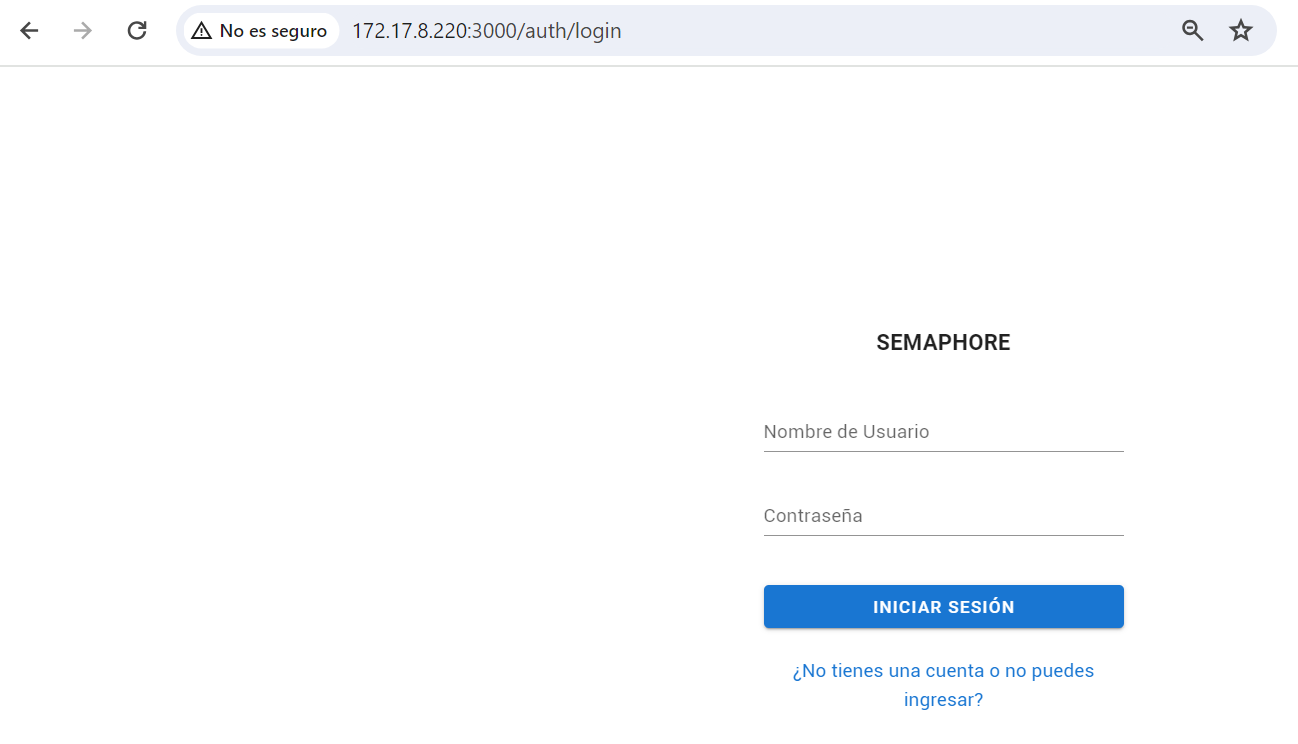 No es seguro 172.17.8.220:3000/auth/login
SEMAPHORE
Nombre de Usuario
Contraseña
INICIAR SESIÓN
¿No tienes una cuenta o no puedes
ingresar?